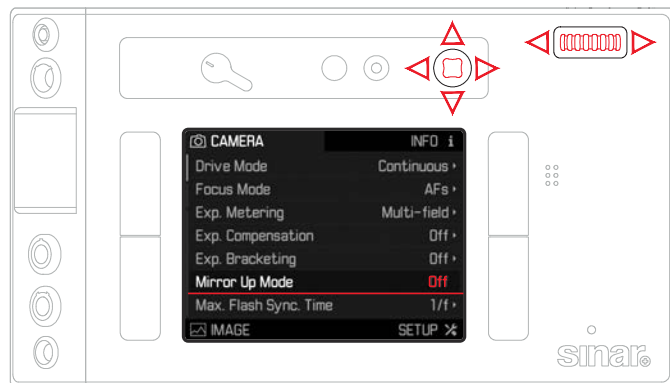 CAMERA INFO i
Drive Mode Continuous
Focus Mode AFs
Exp. Metering Multi-field
Exp. Compensation Off
Exp. Bracketing Off
Mirror Up Mode Off
Max. Flash Sync. Time 1/f
IMAGE SETUP
sınar